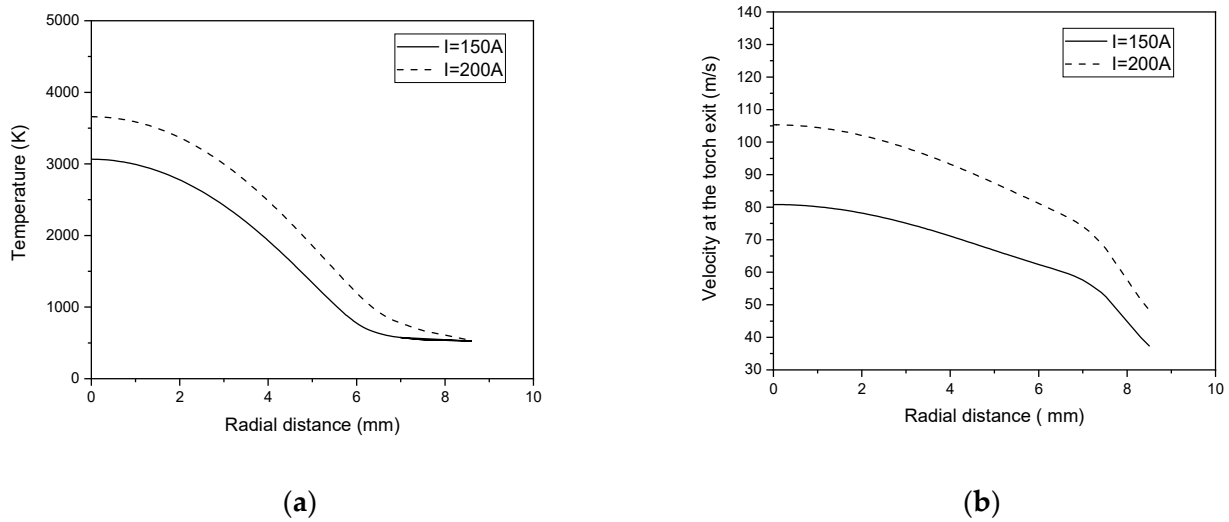 5000
4000
3000
2000
1000
0
Temperature (K)
I=150A
I=200A
0 2 4 6 8 10
Radial distance (mm)
(a)
140
130
120
110
100
90
80
70
60
50
40
30
Velocity at the torch exit (m/s)
I=150A
I=200A
0 2 4 6 8 10
Radial distance ( mm)
(b)